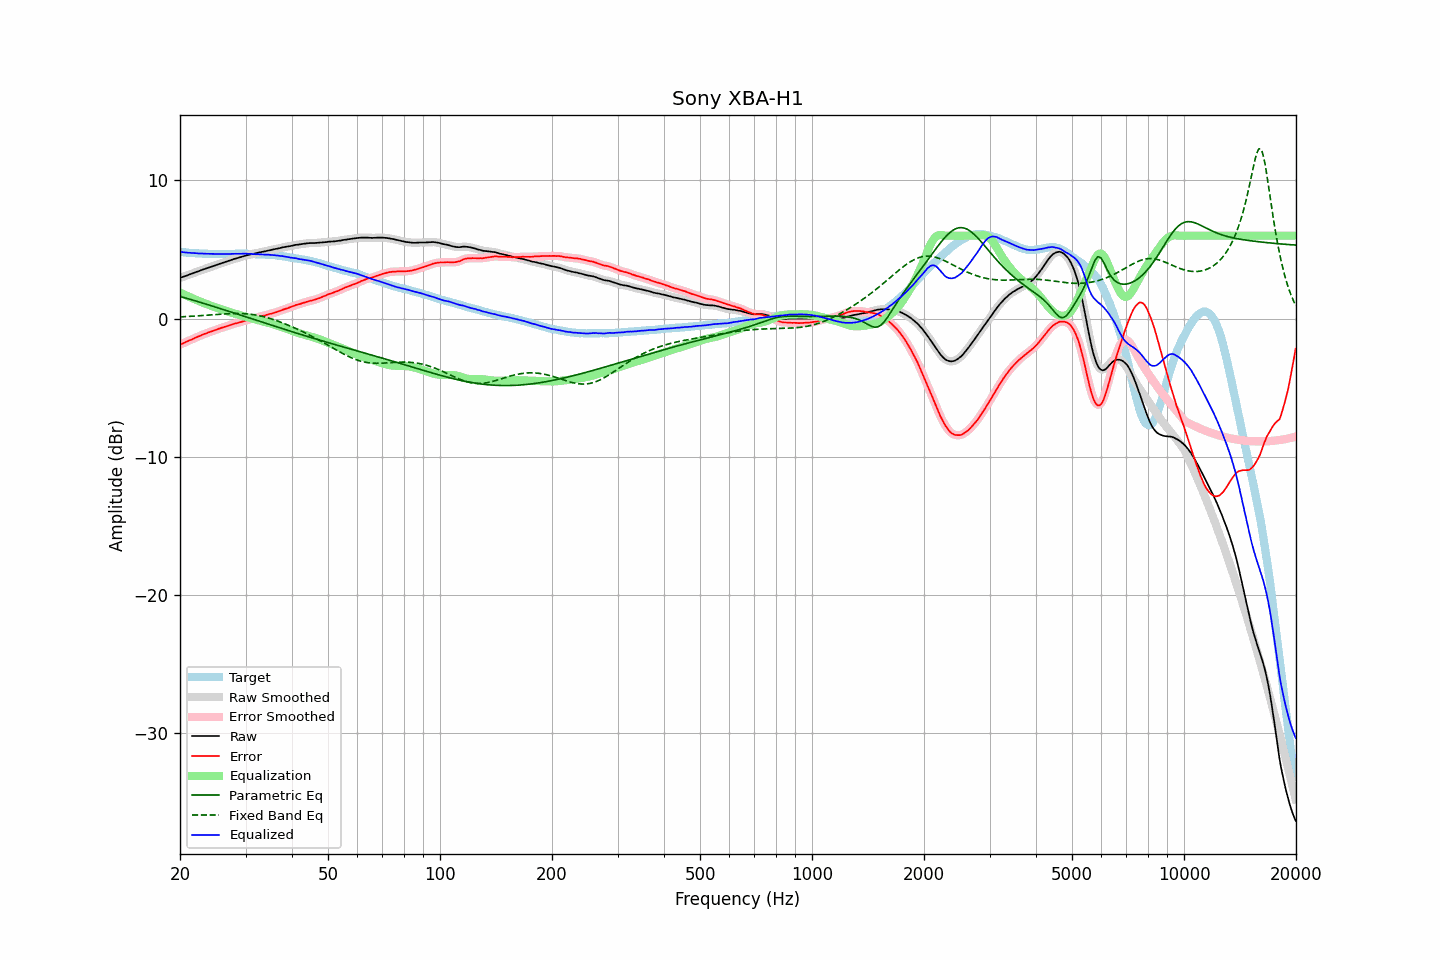 Sony XBA-H1
Amplitude (dBr)
10
0
−10
−20
−30
Target
Raw Smoothed
Error Smoothed
Raw
Error
Equalization
Parametric Eq
Fixed Band Eq
Equalized
20 50 100 200 500 1000 2000 5000 10000 20000
Frequency (Hz)